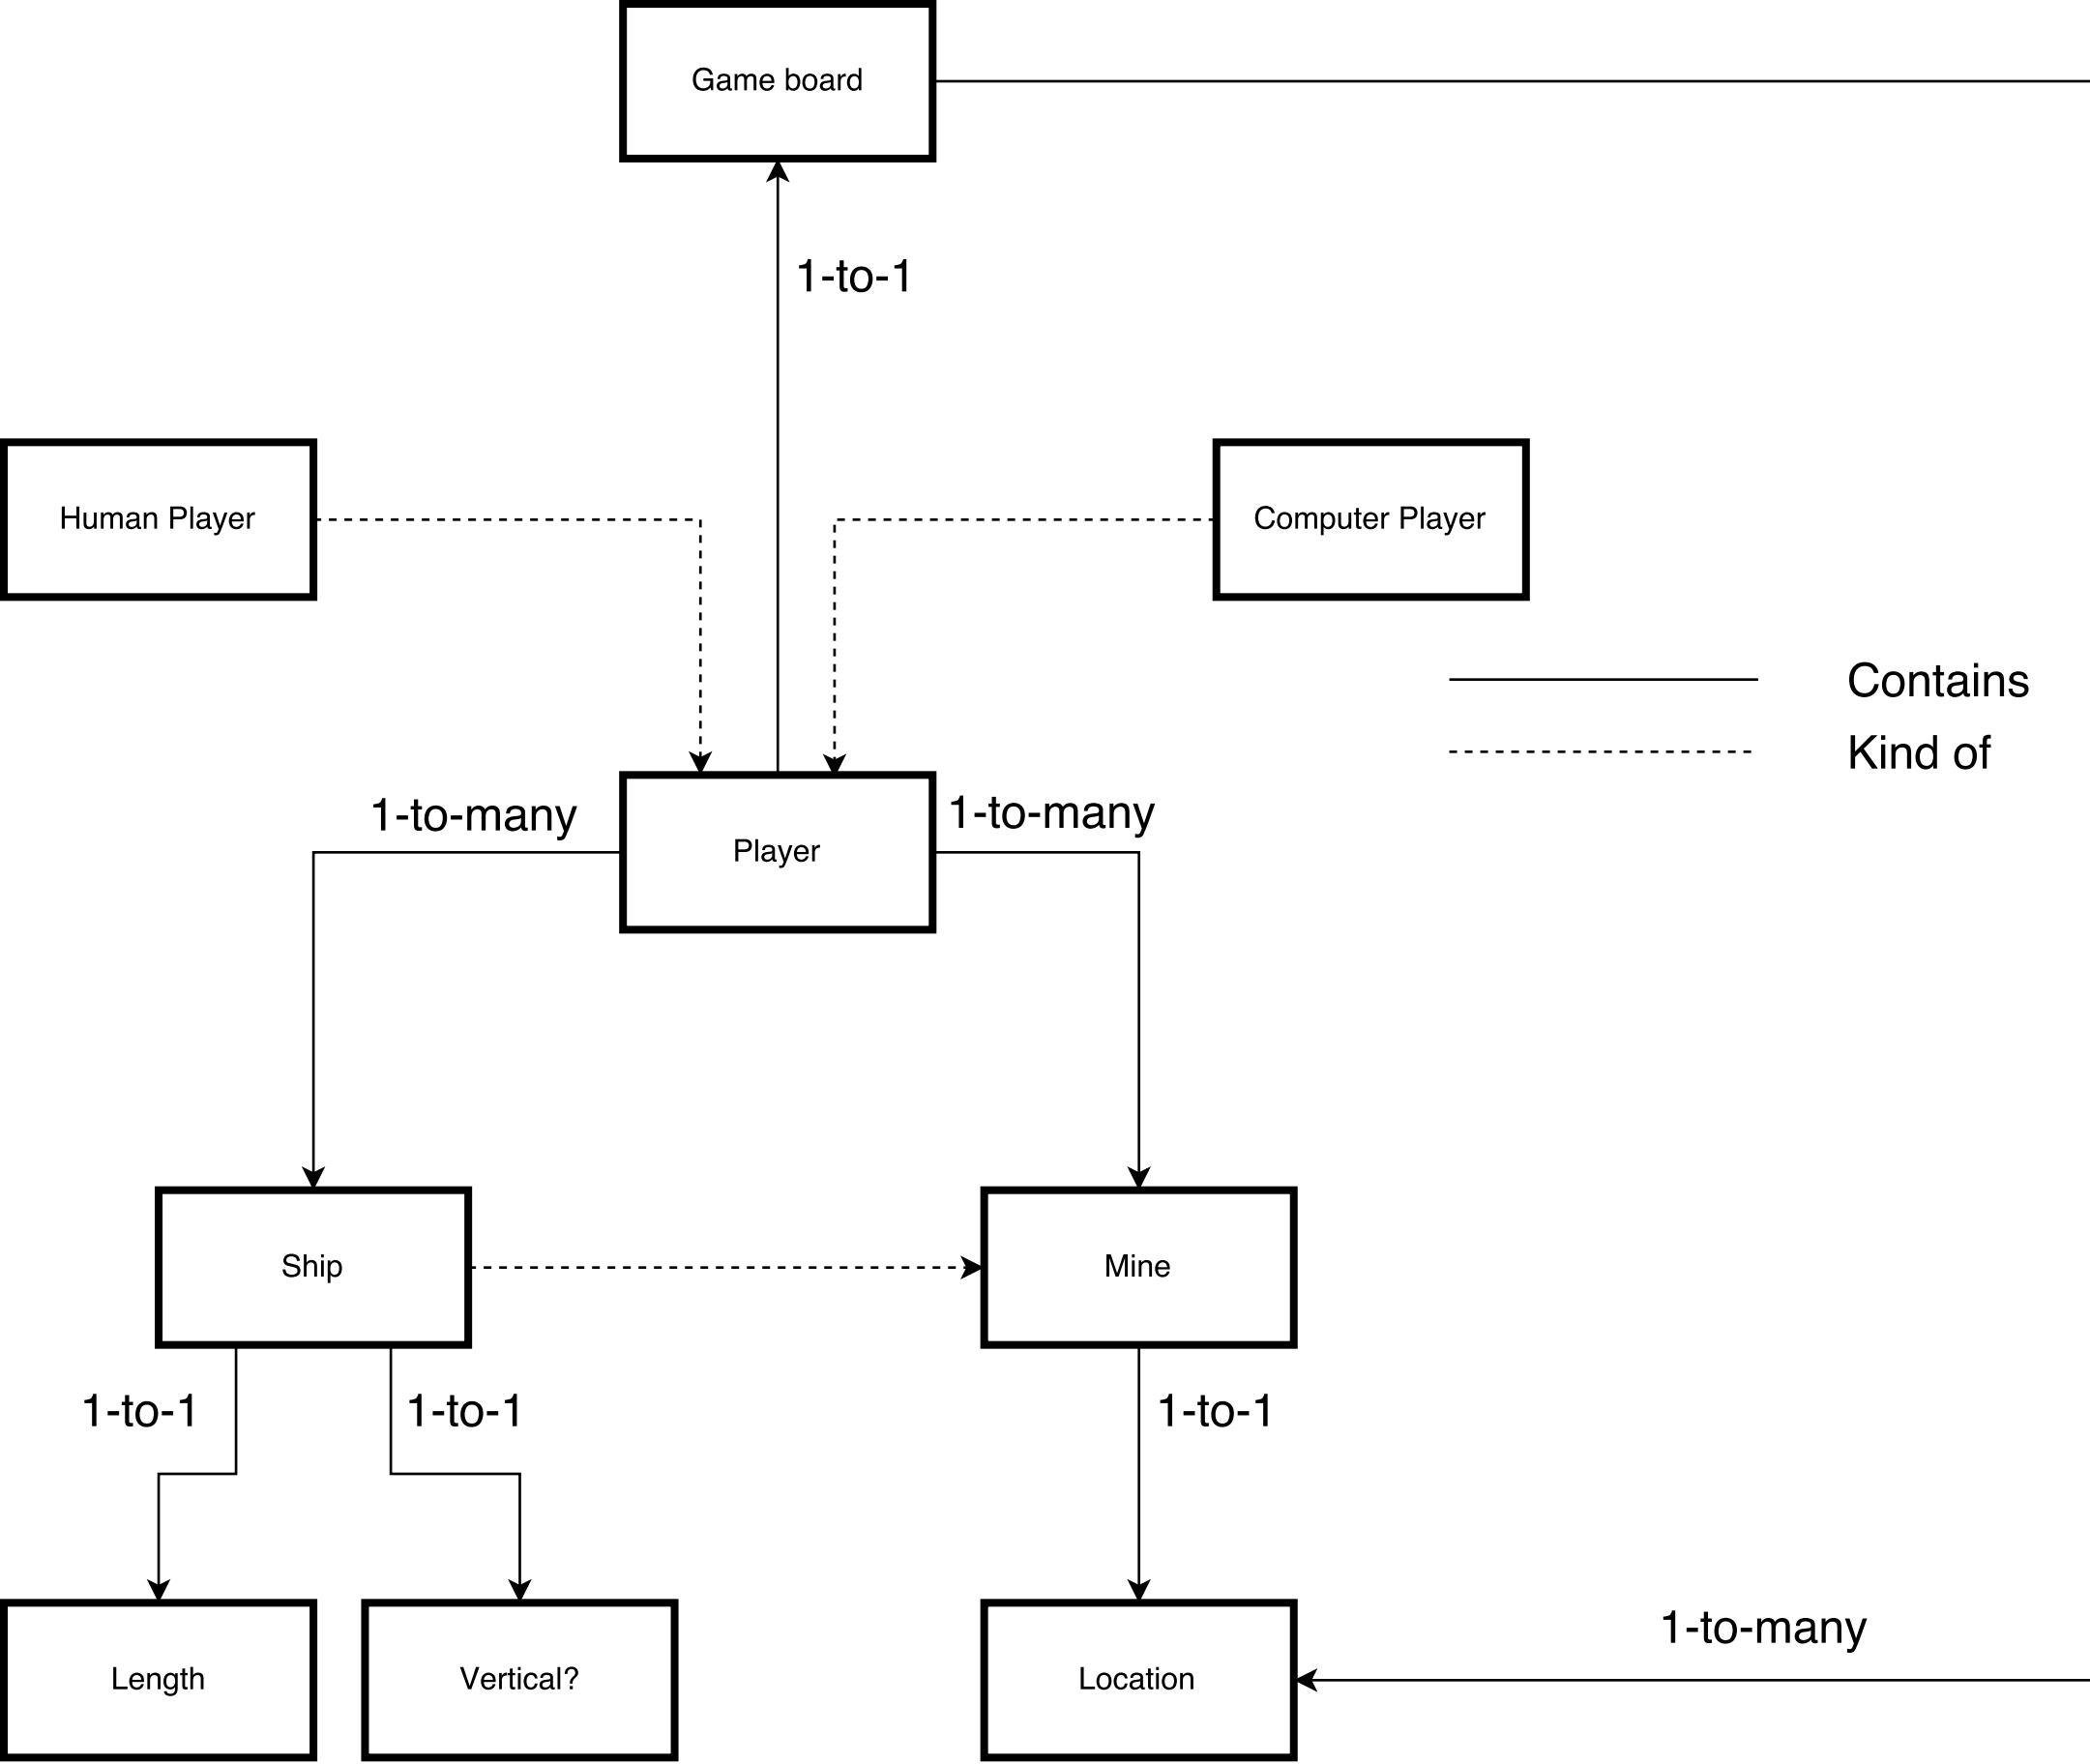 Game board
1-to-1
Human Player
Computer Player
Contains
Kind of
1-to-many
1-to-many
Player
Ship
Mine
1-to-1
1-to-1
1-to-1
1-to-many
Length
Vertical?
Location